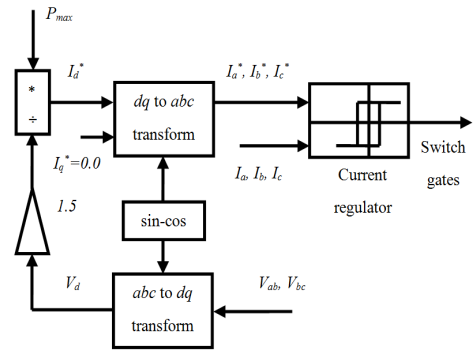 P_max
*
÷
I_d^*
dq to abc
transform
I_q^*=0.0
I_a^*, I_b^*, I_c^*
I_a, I_b, I_c
Current
regulator
Switch
gates
1.5
sin-cos
V_d
abc to dq
transform
V_ab, V_bc